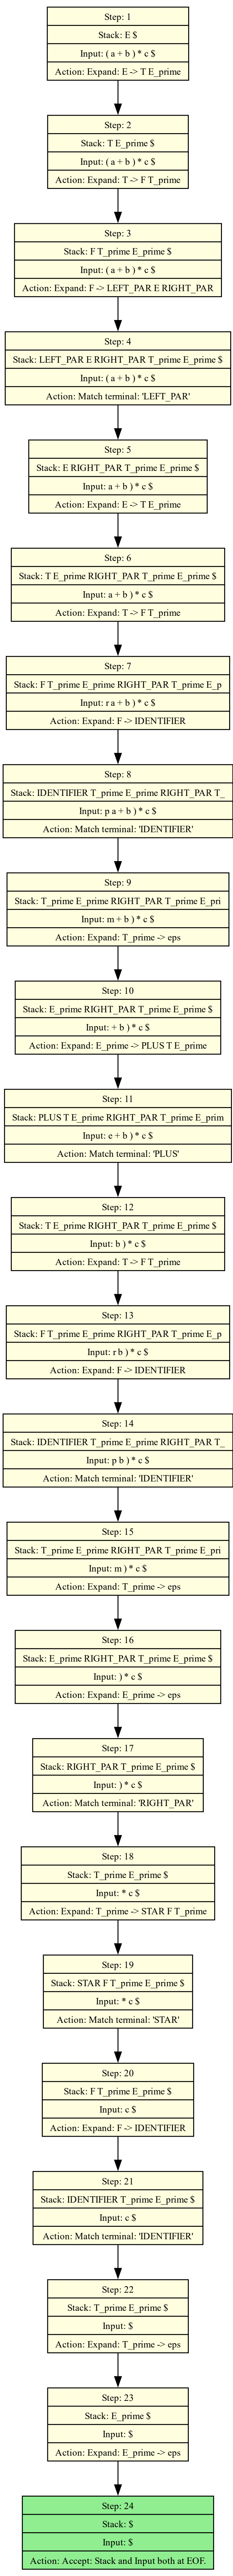 Step: 1
Stack: E $
Input: ( a + b ) * c $
Action: Expand: E -> T E_prime
Step: 2
Stack: T E_prime $
Input: ( a + b ) * c $
Action: Expand: T -> F T_prime
Step: 3
Stack: F T_prime E_prime $
Input: ( a + b ) * c $
Action: Expand: F -> LEFT_PAR E RIGHT_PAR
Step: 4
Stack: LEFT_PAR E RIGHT_PAR T_prime E_prime $
Input: ( a + b ) * c $
Action: Match terminal: 'LEFT_PAR'
Step: 5
Stack: E RIGHT_PAR T_prime E_prime $
Input: a + b ) * c $
Action: Expand: E -> T E_prime
Step: 6
Stack: T E_prime RIGHT_PAR T_prime E_prime $
Input: a + b ) * c $
Action: Expand: T -> F T_prime
Step: 7
Stack: F T_prime E_prime RIGHT_PAR T_prime E_p
Input: r a + b ) * c $
Action: Expand: F -> IDENTIFIER
Step: 8
Stack: IDENTIFIER T_prime E_prime RIGHT_PAR T_
Input: p a + b ) * c $
Action: Match terminal: 'IDENTIFIER'
Step: 9
Stack: T_prime E_prime RIGHT_PAR T_prime E_pri
Input: m + b ) * c $
Action: Expand: T_prime -> eps
Step: 10
Stack: E_prime RIGHT_PAR T_prime E_prime $
Input: + b ) * c $
Action: Expand: E_prime -> PLUS T E_prime
Step: 11
Stack: PLUS T E_prime RIGHT_PAR T_prime E_prim
Input: e + b ) * c $
Action: Match terminal: 'PLUS'
Step: 12
Stack: T E_prime RIGHT_PAR T_prime E_prime $
Input: b ) * c $
Action: Expand: T -> F T_prime
Step: 13
Stack: F T_prime E_prime RIGHT_PAR T_prime E_p
Input: r b ) * c $
Action: Expand: F -> IDENTIFIER
Step: 14
Stack: IDENTIFIER T_prime E_prime RIGHT_PAR T_
Input: p b ) * c $
Action: Match terminal: 'IDENTIFIER'
Step: 15
Stack: T_prime E_prime RIGHT_PAR T_prime E_pri
Input: m ) * c $
Action: Expand: T_prime -> eps
Step: 16
Stack: E_prime RIGHT_PAR T_prime E_prime $
Input: ) * c $
Action: Expand: E_prime -> eps
Step: 17
Stack: RIGHT_PAR T_prime E_prime $
Input: ) * c $
Action: Match terminal: 'RIGHT_PAR'
Step: 18
Stack: T_prime E_prime $
Input: * c $
Action: Expand: T_prime -> STAR F T_prime
Step: 19
Stack: STAR F T_prime E_prime $
Input: * c $
Action: Match terminal: 'STAR'
Step: 20
Stack: F T_prime E_prime $
Input: c $
Action: Expand: F -> IDENTIFIER
Step: 21
Stack: IDENTIFIER T_prime E_prime $
Input: c $
Action: Match terminal: 'IDENTIFIER'
Step: 22
Stack: T_prime E_prime $
Input: $
Action: Expand: T_prime -> eps
Step: 23
Stack: E_prime $
Input: $
Action: Expand: E_prime -> eps
Step: 24
Stack: $
Input: $
Action: Accept: Stack and Input both at EOF.